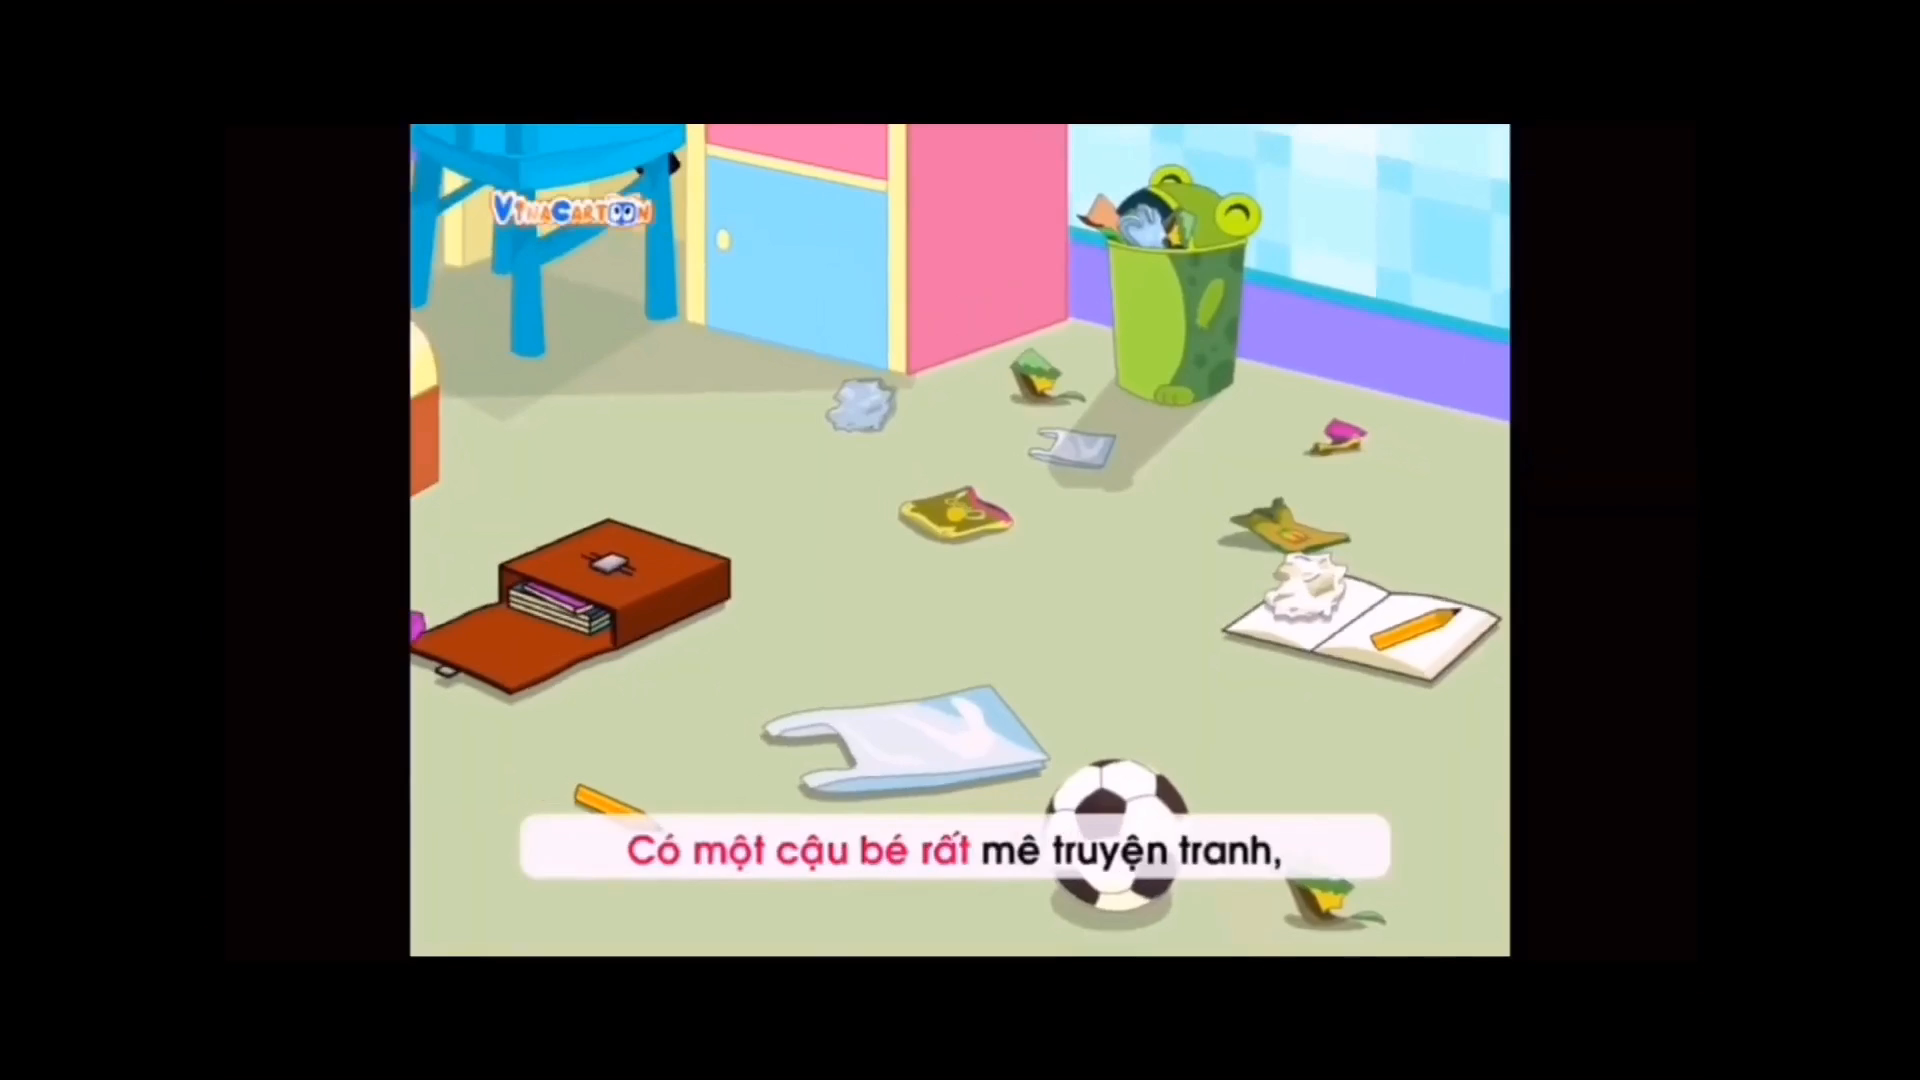 VINACARTOON
Có một cậu bé rất mê truyện tranh,